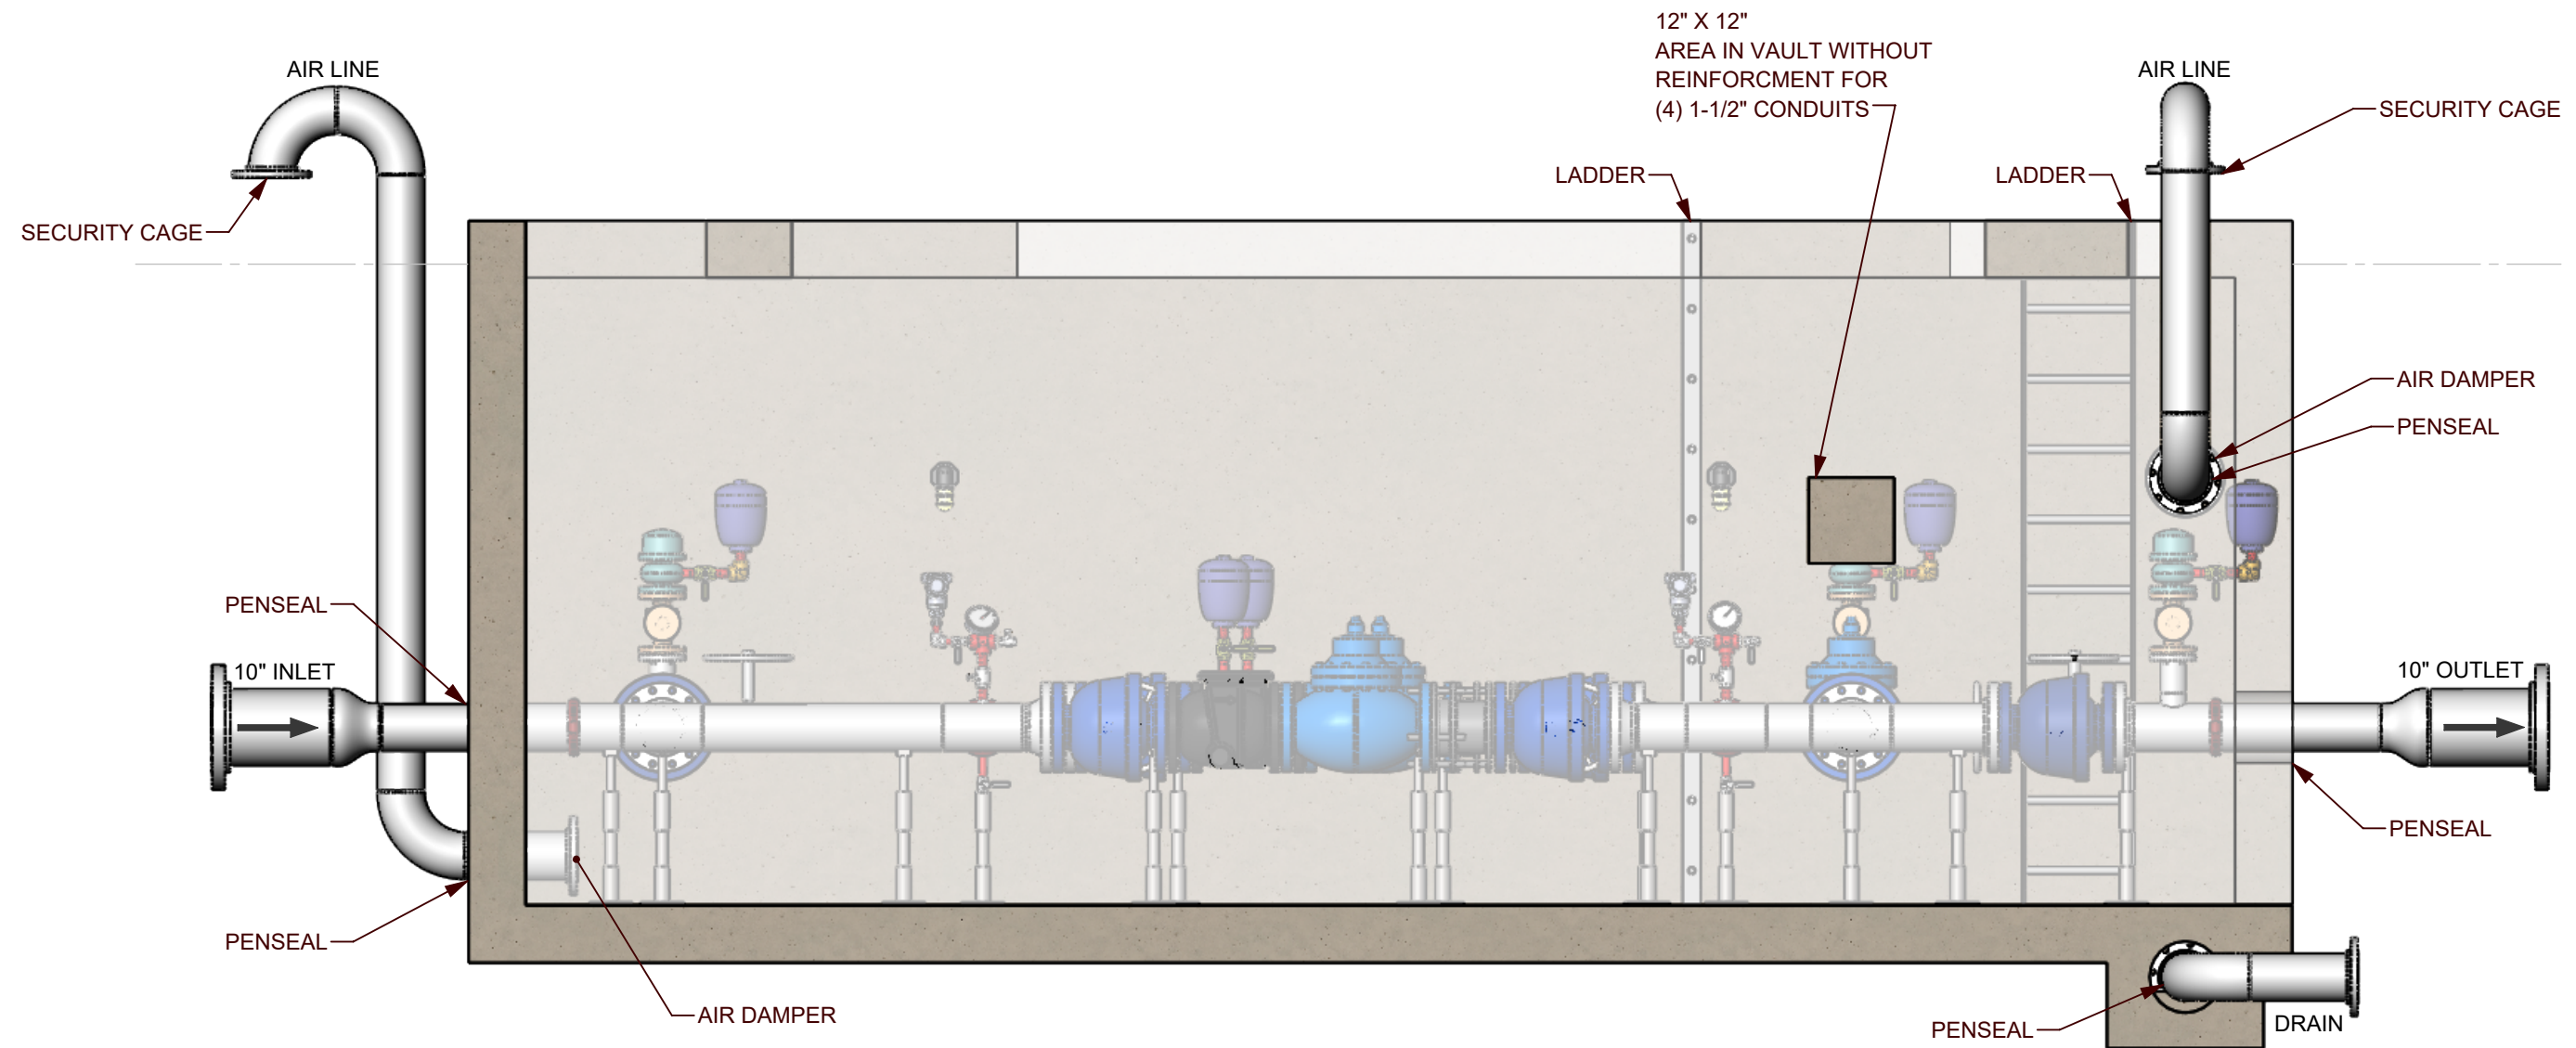 12" X 12"
AREA IN VAULT WITHOUT
REINFORCMENT FOR
(4) 1-1/2" CONDUITS
AIR LINE
AIR LINE
SECURITY CAGE
LADDER
LADDER
SECURITY CAGE
AIR DAMPER
PENSEAL
PENSEAL
10" INLET
10" OUTLET
PENSEAL
PENSEAL
AIR DAMPER
PENSEAL
DRAIN